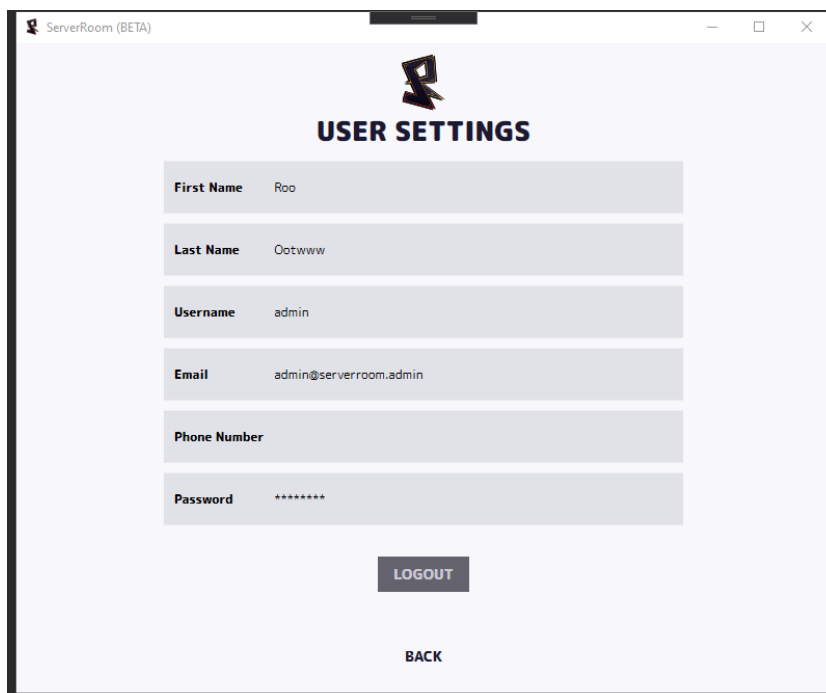 ServerRoom (BETA)
USER SETTINGS
First Name Roo
Last Name Ootwww
Username admin
Email admin@serverroom.admin
Phone Number
Password ********
LOGOUT
BACK